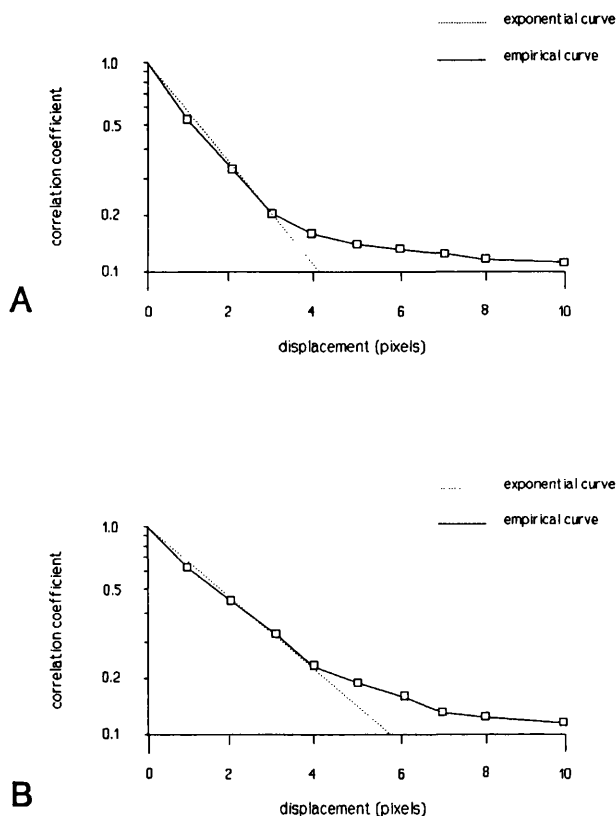 exponential curve
empirical curve
correlation coefficient
1.0
0.5
0.2
0.1
0 2 4 6 8 10
displacement (pixels)
A
exponential curve
empirical curve
correlation coefficient
1.0
0.5
0.2
0.1
0 2 4 6 8 10
displacement (pixels)
B